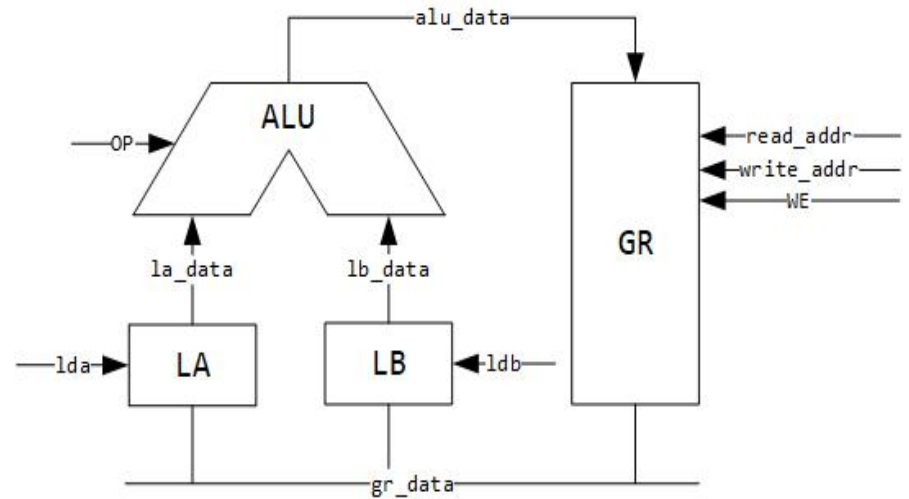 alu_data
ALU
OP
read_addr
write_addr
WE
GR
la_data
lb_data
lda
LA
LB
ldb
gr_data